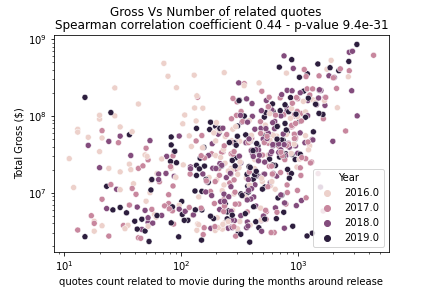 Gross Vs Number of related quotes
Spearman correlation coefficient 0.44 - p-value 9.4e-31
10⁹
10⁸
10⁷
Total Gross ($)
Year
2016.0
2017.0
2018.0
2019.0
10¹ 10² 10³
quotes count related to movie during the months around release